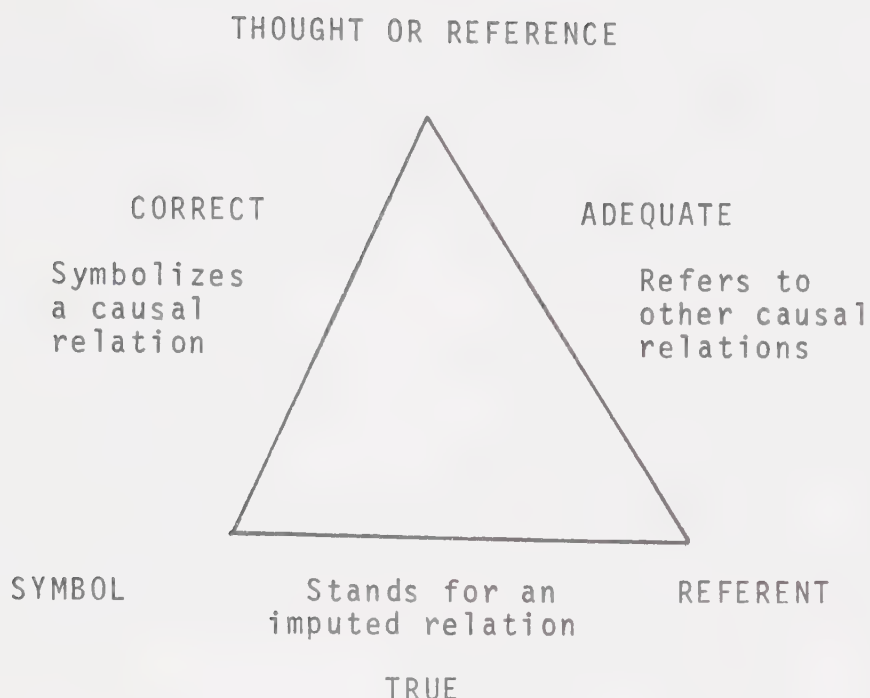 THOUGHT OR REFERENCE
CORRECT
ADEQUATE
Symbolizes
a causal
relation
Refers to
other causal
relations
SYMBOL
Stands for an
imputed relation
REFERENT
TRUE